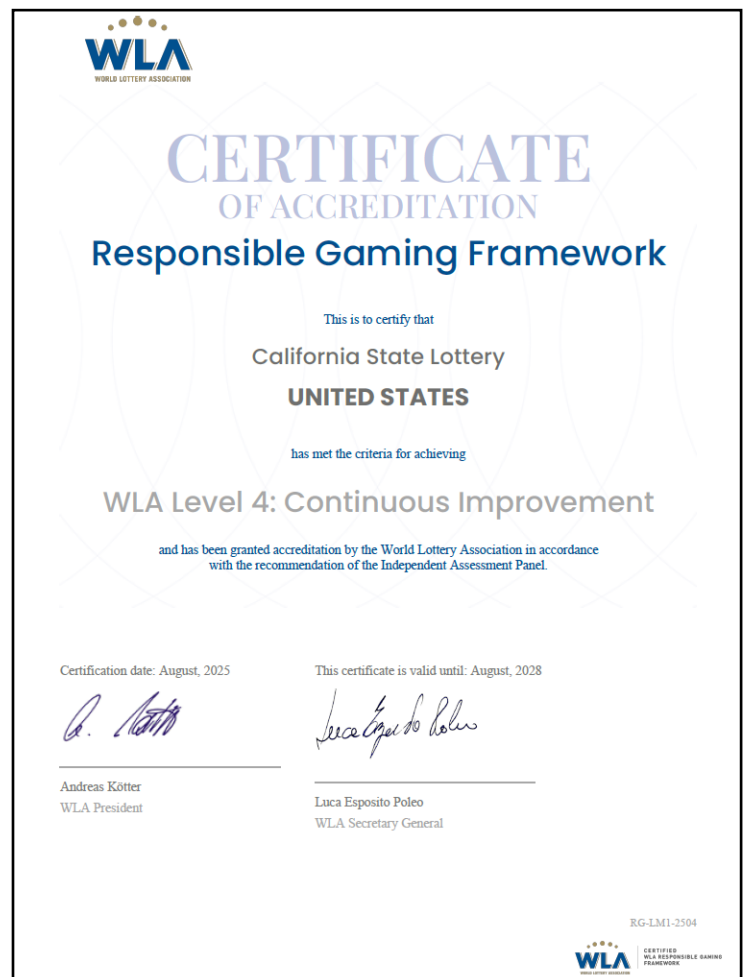 WLA
WORLD LOTTERY ASSOCIATION
CERTIFICATE
OF ACCREDITATION
Responsible Gaming Framework
This is to certify that
California State Lottery
UNITED STATES
has met the criteria for achieving
WLA Level 4: Continuous Improvement
and has been granted accreditation by the World Lottery Association in accordance
with the recommendation of the Independent Assessment Panel.
Certification date: August, 2025
This certificate is valid until: August, 2028
Andreas Kötter
WLA President
Luca Esposito Poleo
WLA Secretary General
RG-LM1-2504
WLA
WORLD LOTTERY ASSOCIATION
CERTIFIED
WLA RESPONSIBLE GAMING
FRAMEWORK